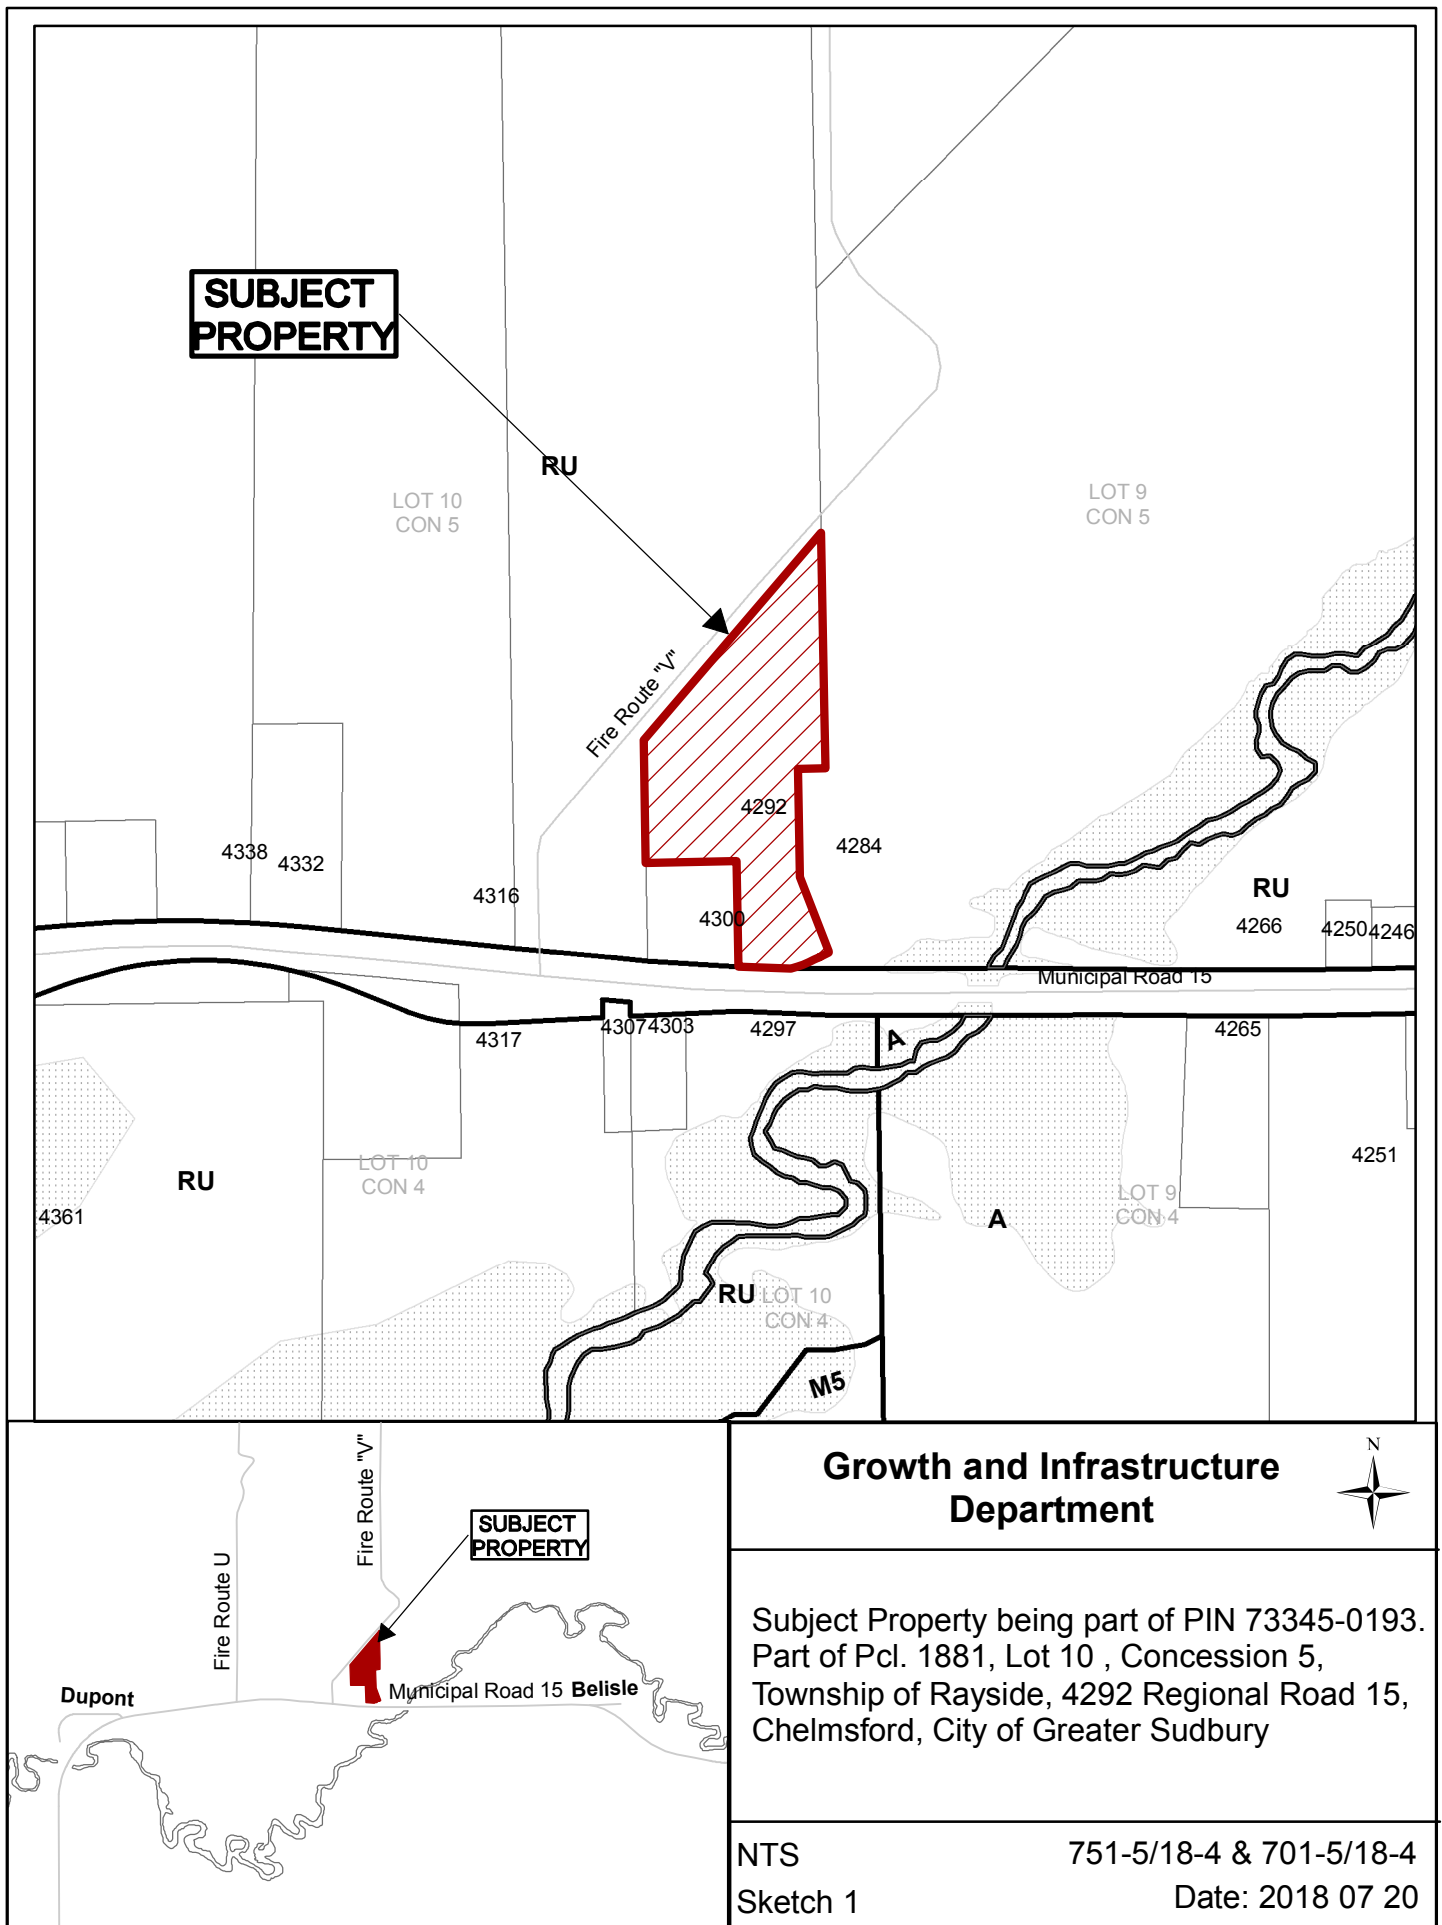 SUBJECT
PROPERTY
RU
LOT 10
CON 5
LOT 9
CON 5
Fire Route "V"
4292
4284
4338
4332
4316
4300
RU
4266
4250
4246
Municipal Road 15
4317
4307
4303
4297
A
4265
4251
RU
LOT 10
CON 4
4361
LOT 9
CON 4
A
RU
LOT 10
CON 4
M5
Fire Route "V"
Fire Route U
SUBJECT
PROPERTY
Dupont
Municipal Road 15
Belisle
Growth and Infrastructure
Department
N
Subject Property being part of PIN 73345-0193.
Part of Pcl. 1881, Lot 10 , Concession 5,
Township of Rayside, 4292 Regional Road 15,
Chelmsford, City of Greater Sudbury
NTS
751-5/18-4 & 701-5/18-4
Sketch 1
Date: 2018 07 20